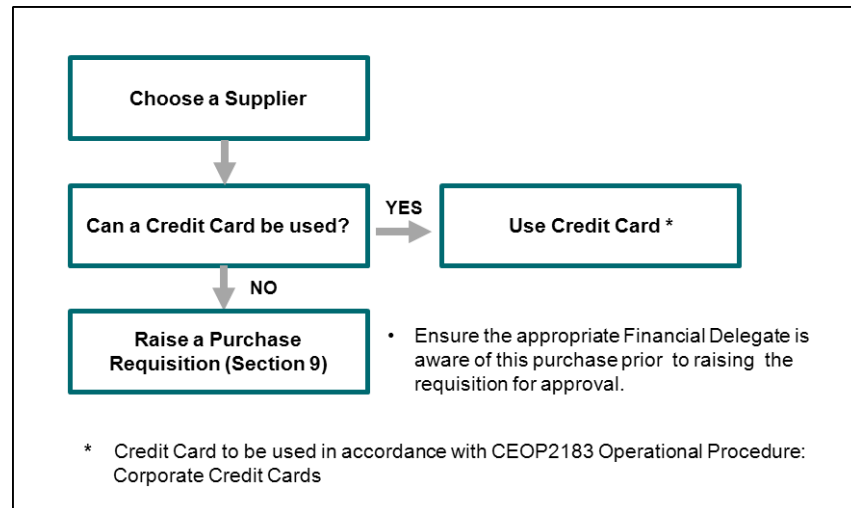 Choose a Supplier
Can a Credit Card be used?
YES
Use Credit Card *
NO
Raise a Purchase
Requisition (Section 9)
• Ensure the appropriate Financial Delegate is
aware of this purchase prior to raising the
requisition for approval.
* Credit Card to be used in accordance with CEOP2183 Operational Procedure:
Corporate Credit Cards